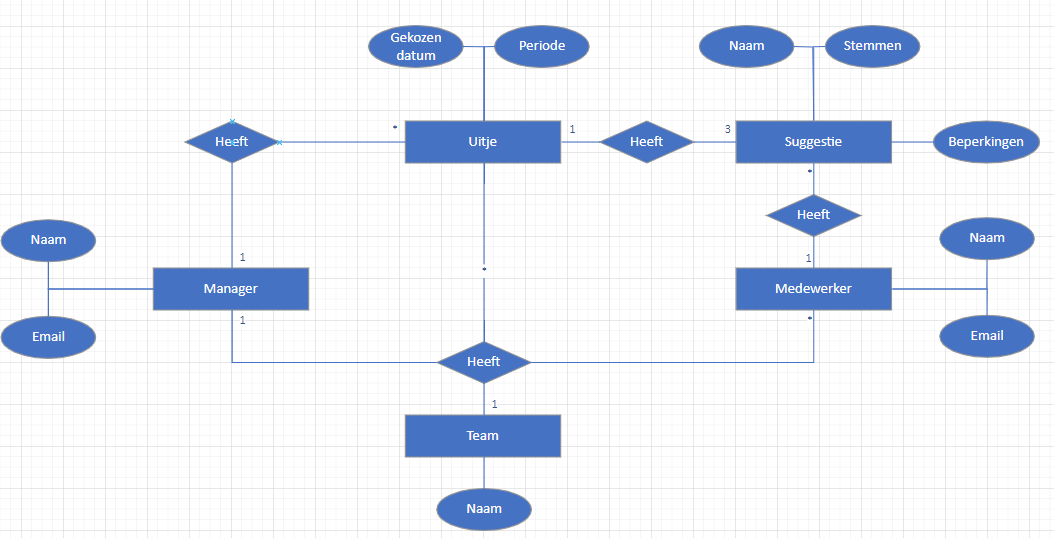 Gekozen
datum
Periode
Naam
Stemmen
Heeft
*
Uitje
1
Heeft
3
Suggestie
Beperkingen
*
Heeft
Naam
1
*
1
Naam
Manager
Medewerker
1
*
Email
Heeft
Email
1
Team
Naam